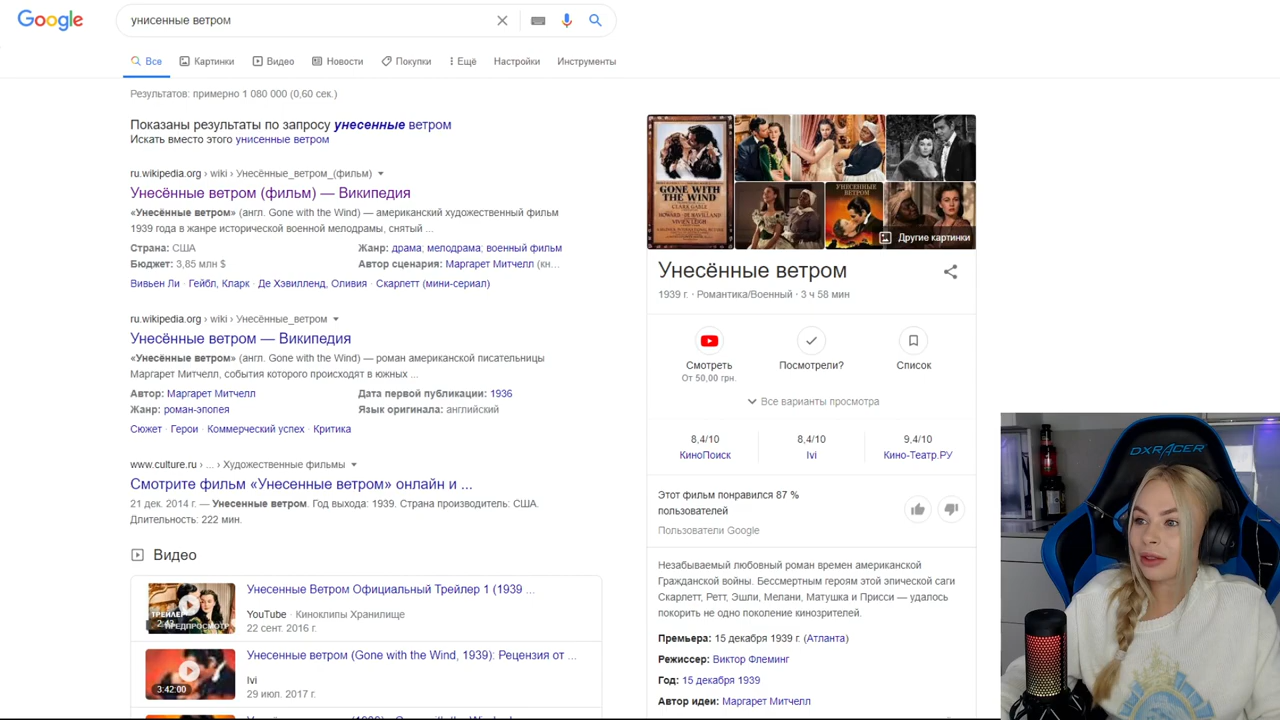 Google
унисенные ветром
Все Картинки Видео Новости Покупки Ещё Настройки Инструменты
Результатов: примерно 1 080 000 (0,60 сек.)
Показаны результаты по запросу унесенные ветром
Искать вместо этого унисенные ветром
ru.wikipedia.org › wiki › Унесённые_ветром_(фильм)
Унесённые ветром (фильм) — Википедия
«Унесённые ветром» (англ. Gone with the Wind) — американский художественный фильм
1939 года в жанре исторической военной мелодрамы, снятый ...
Страна: США Жанр: драма; мелодрама; военный фильм
Бюджет: 3,85 млн $ Автор сценария: Маргарет Митчелл (кн...
Вивьен Ли · Гейбл, Кларк · Де Хэвилленд, Оливия · Скарлетт (мини-сериал)
ru.wikipedia.org › wiki › Унесённые_ветром
Унесённые ветром — Википедия
«Унесённые ветром» (англ. Gone with the Wind) — роман американской писательницы
Маргарет Митчелл, события которого происходят в южных ...
Автор: Маргарет Митчелл Дата первой публикации: 1936
Жанр: роман-эпопея Язык оригинала: английский
Сюжет · Герои · Коммерческий успех · Критика
www.culture.ru › ... › Художественные фильмы
Смотрите фильм «Унесенные ветром» онлайн и ...
21 дек. 2014 г. — Унесенные ветром. Год выхода: 1939. Страна производитель: США.
Длительность: 222 мин.
Видео
ТРЕЙЛЕР
2:43
ПРЕДПРОСМОТР
Унесенные Ветром Официальный Трейлер 1 (1939 ...
YouTube · Киноклипы Хранилище
22 сент. 2016 г.
3:42:00
Унесенные ветром (Gone with the Wind, 1939): Рецензия от ...
Ivi
29 июл. 2017 г.
GONE WITH
THE WIND
CLARK GABLE
VIVIEN LEIGH
УНЕСЕННЫЕ
ВЕТРОМ
Другие картинки
Унесённые ветром
1939 г. · Романтика/Военный · 3 ч 58 мин
Смотреть Посмотрели? Список
От 50,00 грн.
Все варианты просмотра
8,4/10 8,4/10 9,4/10
КиноПоиск Ivi Кино-Театр.РУ
Этот фильм понравился 87 %
пользователей
Пользователи Google
Незабываемый любовный роман времен американской
Гражданской войны. Бессмертным героям этой эпической саги
Скарлетт, Ретт, Эшли, Мелани, Матушка и Присси — удалось
покорить не одно поколение кинозрителей.
Премьера: 15 декабря 1939 г. (Атланта)
Режиссер: Виктор Флеминг
Год: 15 декабря 1939
Автор идеи: Маргарет Митчелл
DXRACER